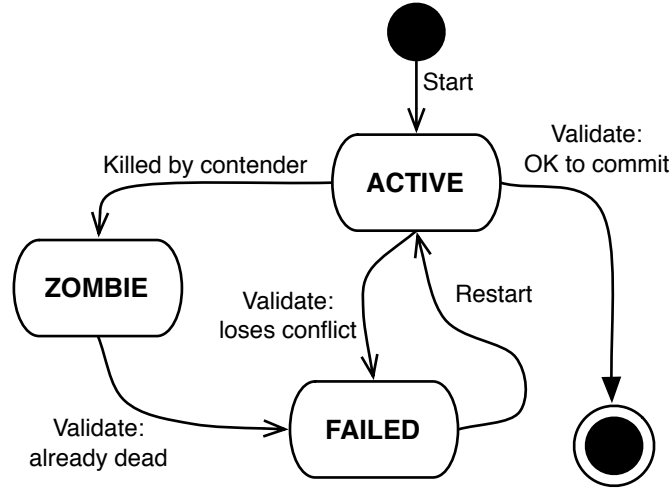 Start
Validate:
OK to commit
Killed by contender
ACTIVE
ZOMBIE
Validate:
loses conflict
Restart
Validate:
already dead
FAILED